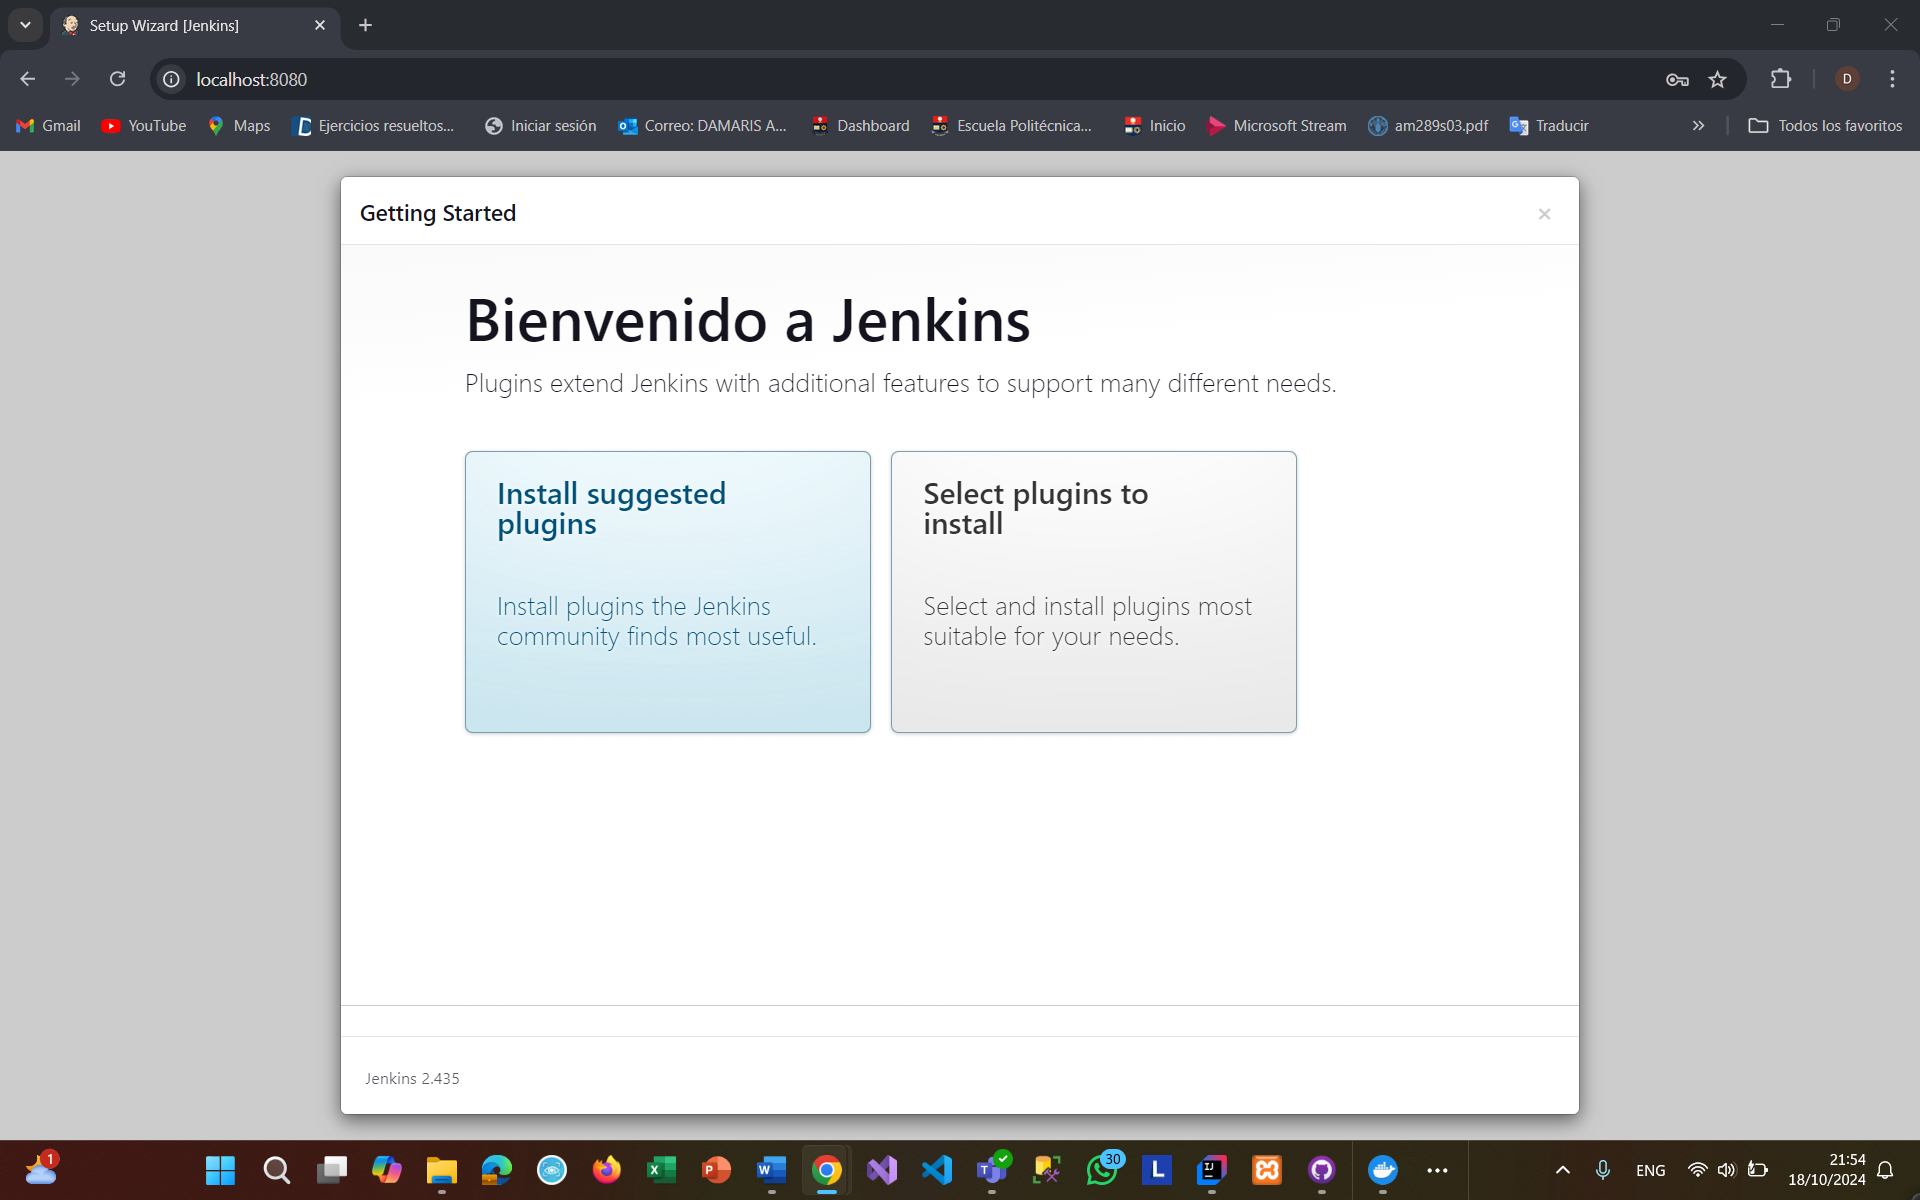 Setup Wizard [Jenkins]
localhost:8080
D
Gmail
YouTube
Maps
Ejercicios resueltos...
Iniciar sesión
Correo: DAMARIS A...
Dashboard
Escuela Politécnica...
Inicio
Microsoft Stream
am289s03.pdf
Traducir
Todos los favoritos
Getting Started
Bienvenido a Jenkins
Plugins extend Jenkins with additional features to support many different needs.
Install suggested
plugins
Install plugins the Jenkins
community finds most useful.
Select plugins to
install
Select and install plugins most
suitable for your needs.
Jenkins 2.435
1
30
ENG
21:54
18/10/2024